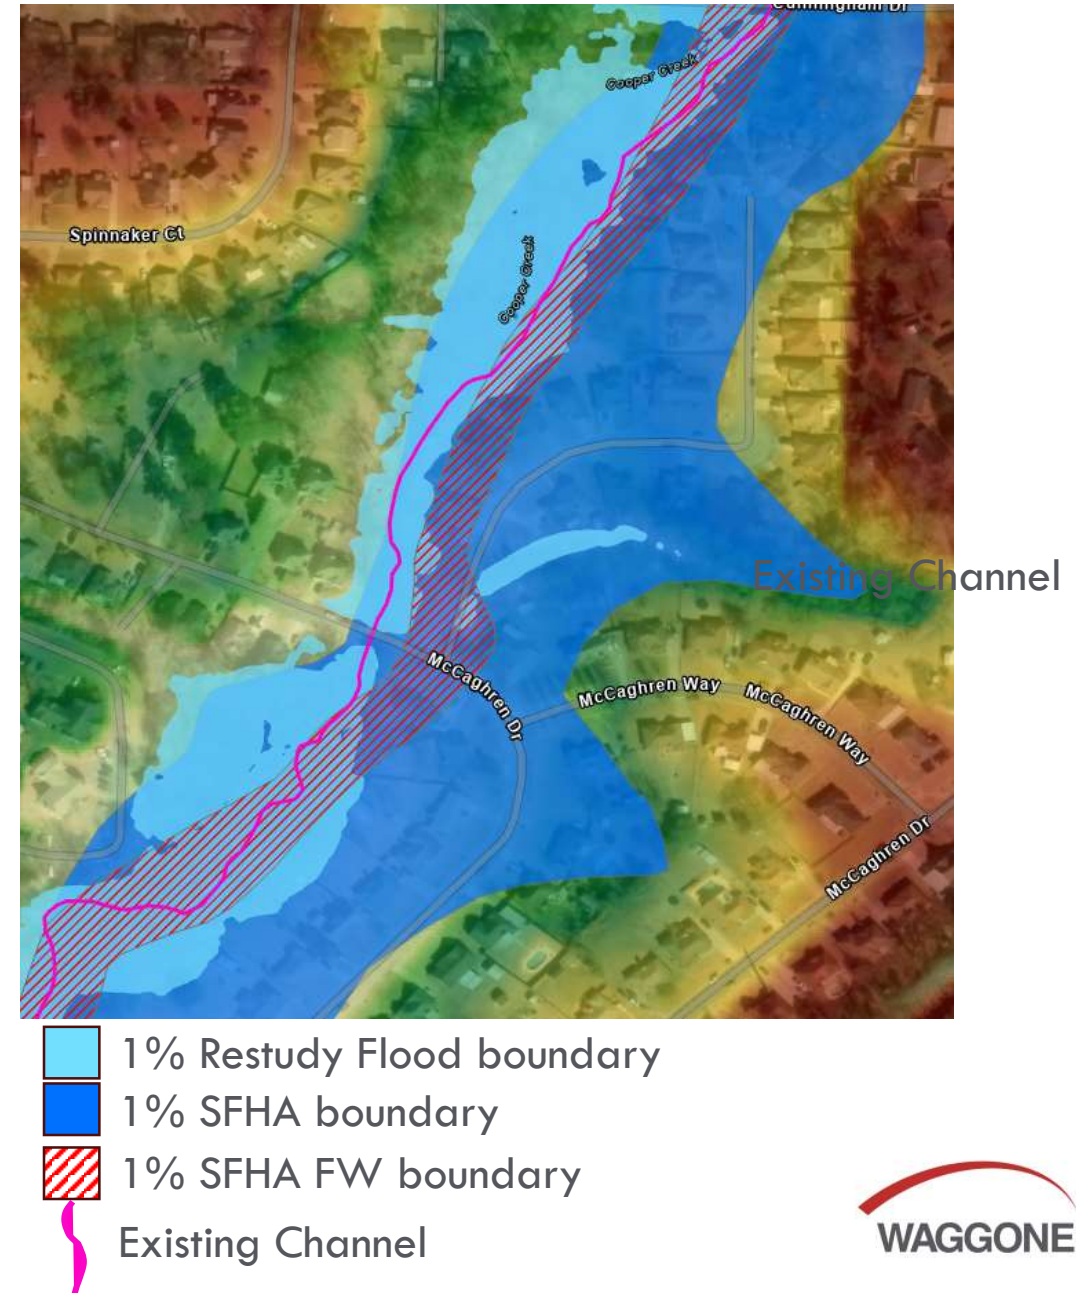 Cunningham Dr
Cooper Creek
Spinnaker Ct
Cooper Creek
Existing Channel
McCaghren Dr
McCaghren Way
McCaghren Way
McCaghren Dr
1% Restudy Flood boundary
1% SFHA boundary
1% SFHA FW boundary
Existing Channel
WAGGONE